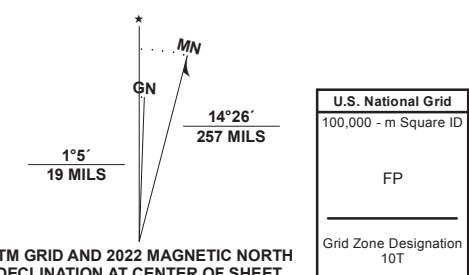 ★
MN
GN
14°26´
257 MILS
1°5´
19 MILS
TM GRID AND 2022 MAGNETIC NORTH
DECLINATION AT CENTER OF SHEET
U.S. National Grid
100,000 - m Square ID
FP
Grid Zone Designation
10T